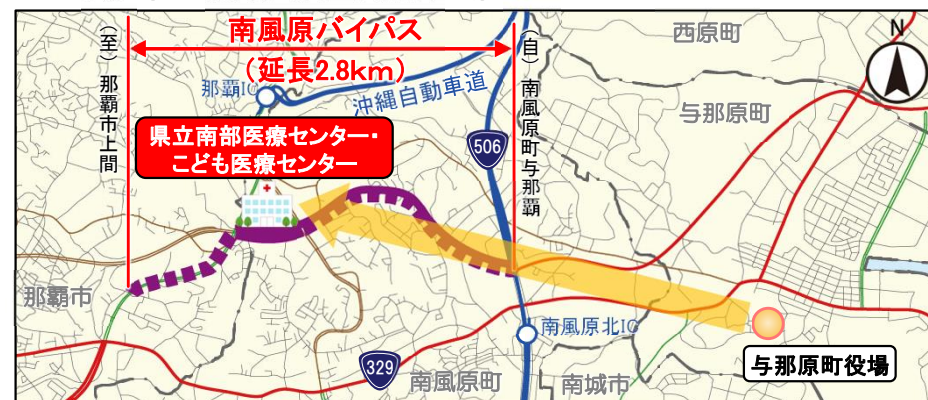 南風原バイパス
(延長2.8km)
(至) 那覇市上間
(自) 南風原町与那覇
西原町
N
那覇IC
沖縄自動車道
与那原町
県立南部医療センター・
こども医療センター
506
那覇市
南風原北IC
329
南風原町
南城市
与那原町役場